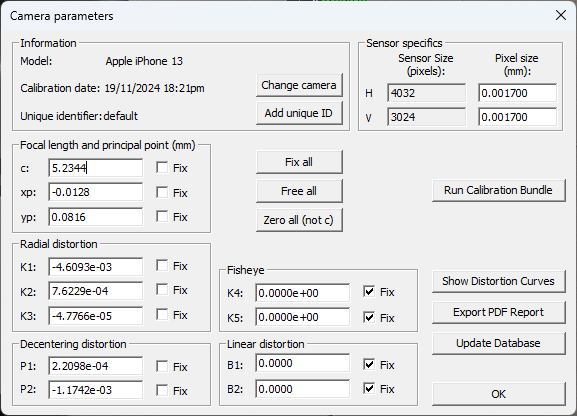 Camera parameters
Information
Model: Apple iPhone 13
Calibration date: 19/11/2024 18:21pm
Unique identifier: default
Change camera
Add unique ID
Sensor specifics
Sensor Size (pixels): Pixel size (mm):
H 4032 0.001700
V 3024 0.001700
Focal length and principal point (mm)
c: 5.2344 Fix
xp: -0.0128 Fix
yp: 0.0816 Fix
Fix all
Free all
Zero all (not c)
Run Calibration Bundle
Radial distortion
K1: -4.6093e-03 Fix
K2: 7.6229e-04 Fix
K3: -4.7766e-05 Fix
Fisheye
K4: 0.0000e+00 Fix
K5: 0.0000e+00 Fix
Show Distortion Curves
Export PDF Report
Update Database
Decentering distortion
P1: 2.2098e-04 Fix
P2: -1.1742e-03 Fix
Linear distortion
B1: 0.0000 Fix
B2: 0.0000 Fix
OK